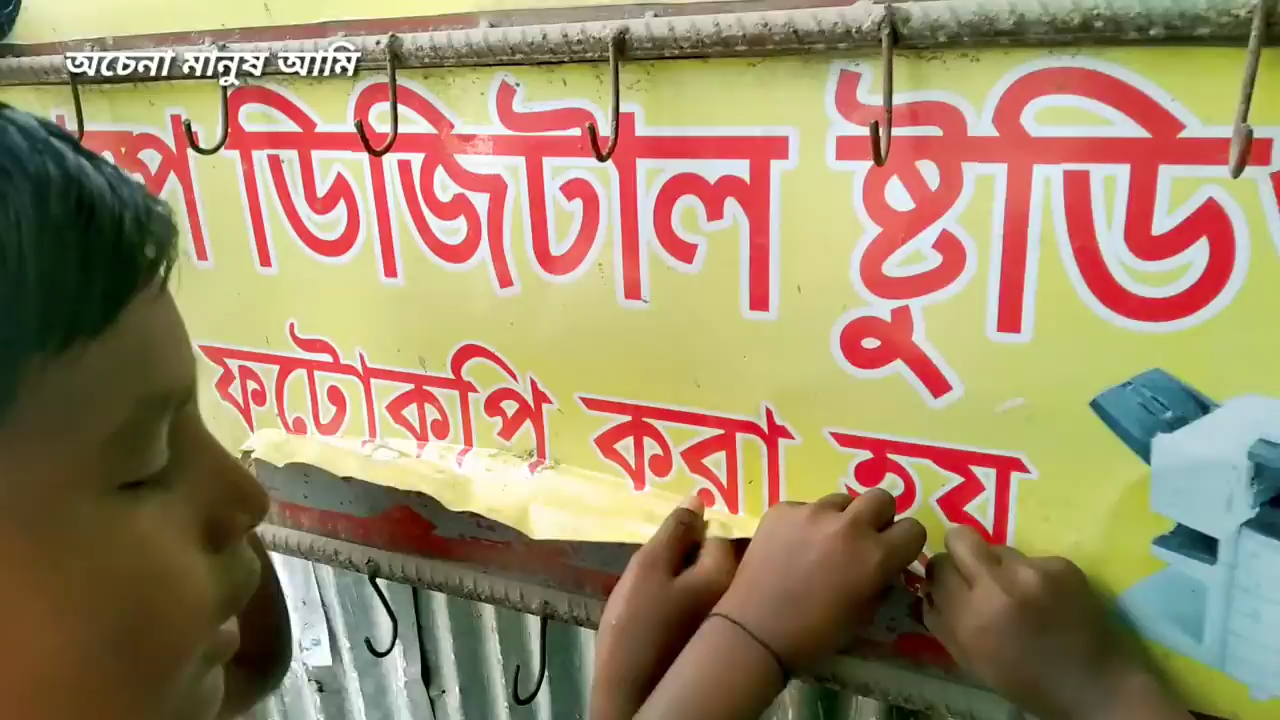 অচেনা মানুষ আমি
ডিজিটাল ষ্টুডি
ফটোকপি করা হয়